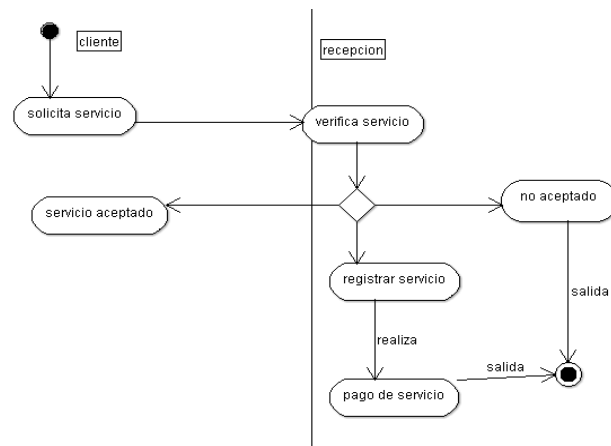 cliente
recepcion
solicita servicio
verifica servicio
servicio aceptado
no aceptado
registrar servicio
salida
realiza
salida
pago de servicio